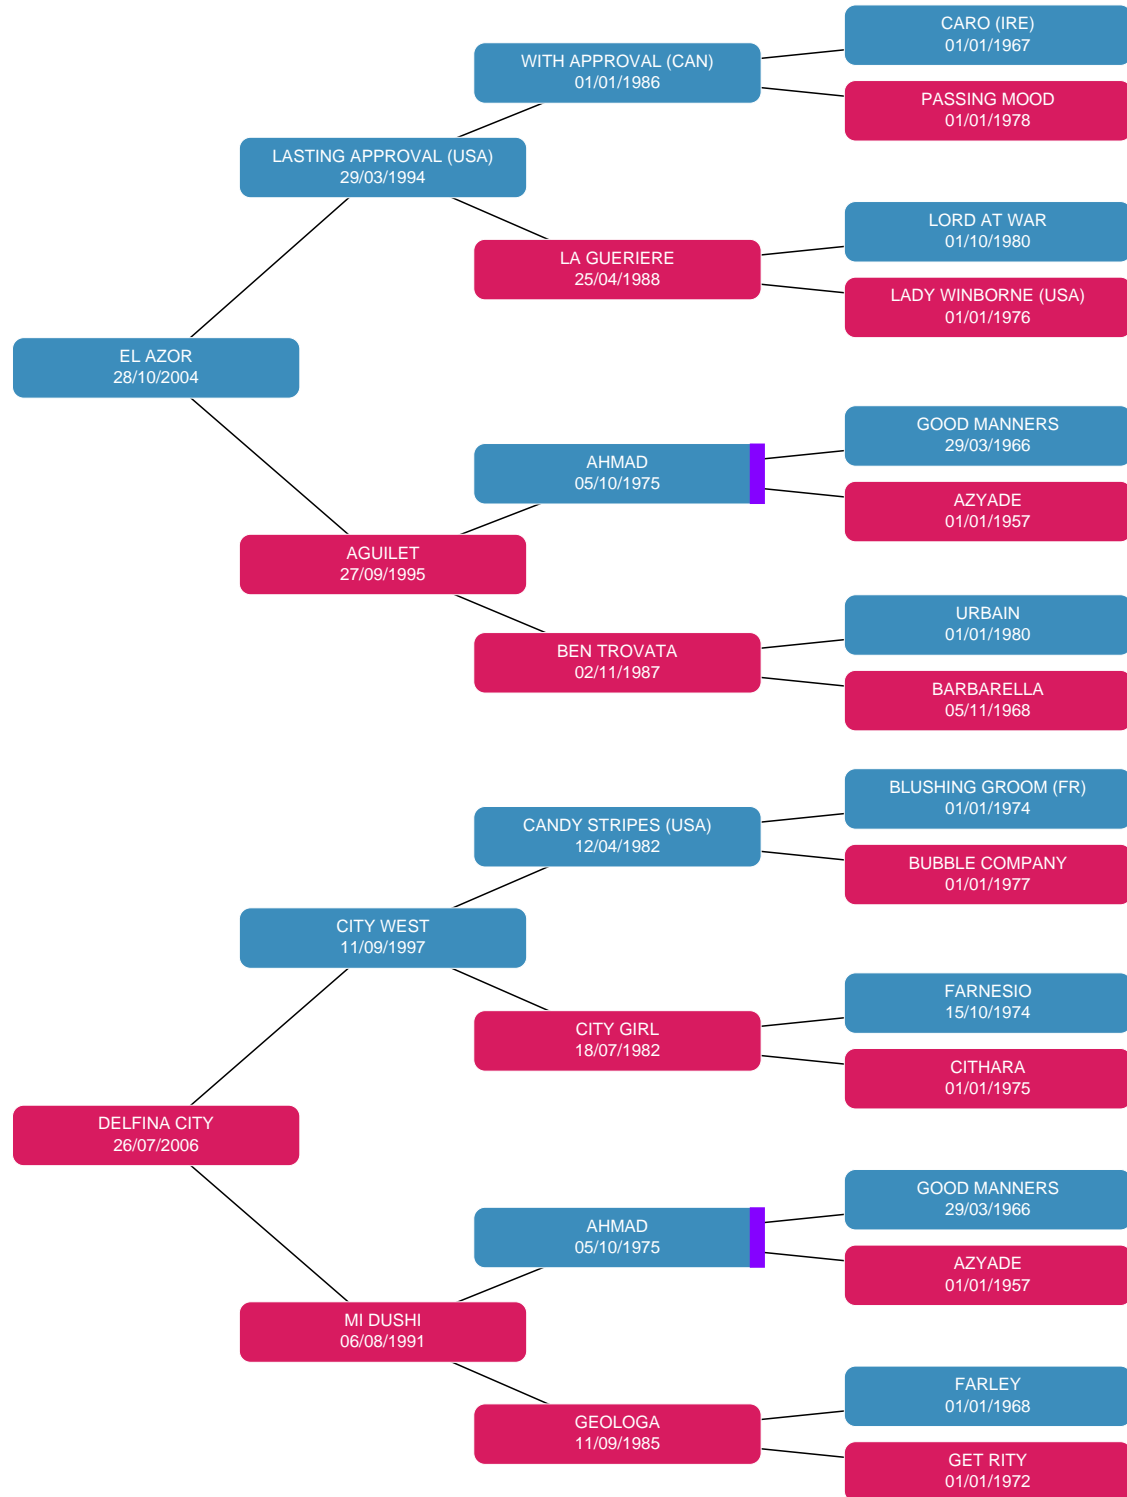 CARO (IRE)
01/01/1967
WITH APPROVAL (CAN)
01/01/1986
PASSING MOOD
01/01/1978
LASTING APPROVAL (USA)
29/03/1994
LORD AT WAR
01/10/1980
LA GUERIERE
25/04/1988
LADY WINBORNE (USA)
01/01/1976
EL AZOR
28/10/2004
GOOD MANNERS
29/03/1966
AHMAD
05/10/1975
AZYADE
01/01/1957
AGUILET
27/09/1995
URBAIN
01/01/1980
BEN TROVATA
02/11/1987
BARBARELLA
05/11/1968
BLUSHING GROOM (FR)
01/01/1974
CANDY STRIPES (USA)
12/04/1982
BUBBLE COMPANY
01/01/1977
CITY WEST
11/09/1997
FARNESIO
15/10/1974
CITY GIRL
18/07/1982
CITHARA
01/01/1975
DELFINA CITY
26/07/2006
GOOD MANNERS
29/03/1966
AHMAD
05/10/1975
AZYADE
01/01/1957
MI DUSHI
06/08/1991
FARLEY
01/01/1968
GEOLOGA
11/09/1985
GET RITY
01/01/1972